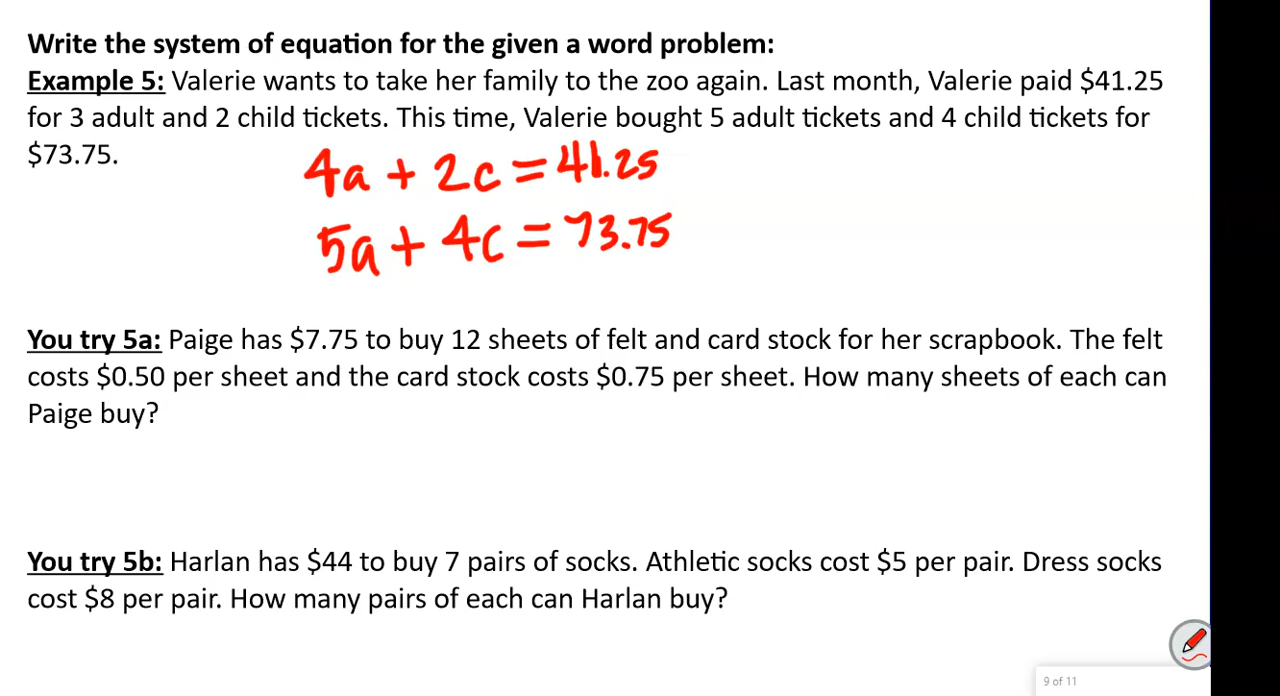 Write the system of equation for the given a word problem:
Example 5: Valerie wants to take her family to the zoo again. Last month, Valerie paid $41.25
for 3 adult and 2 child tickets. This time, Valerie bought 5 adult tickets and 4 child tickets for
$73.75.
4a + 2c = 41.25
5a + 4c = 73.75
You try 5a: Paige has $7.75 to buy 12 sheets of felt and card stock for her scrapbook. The felt
costs $0.50 per sheet and the card stock costs $0.75 per sheet. How many sheets of each can
Paige buy?
You try 5b: Harlan has $44 to buy 7 pairs of socks. Athletic socks cost $5 per pair. Dress socks
cost $8 per pair. How many pairs of each can Harlan buy?
9 of 11